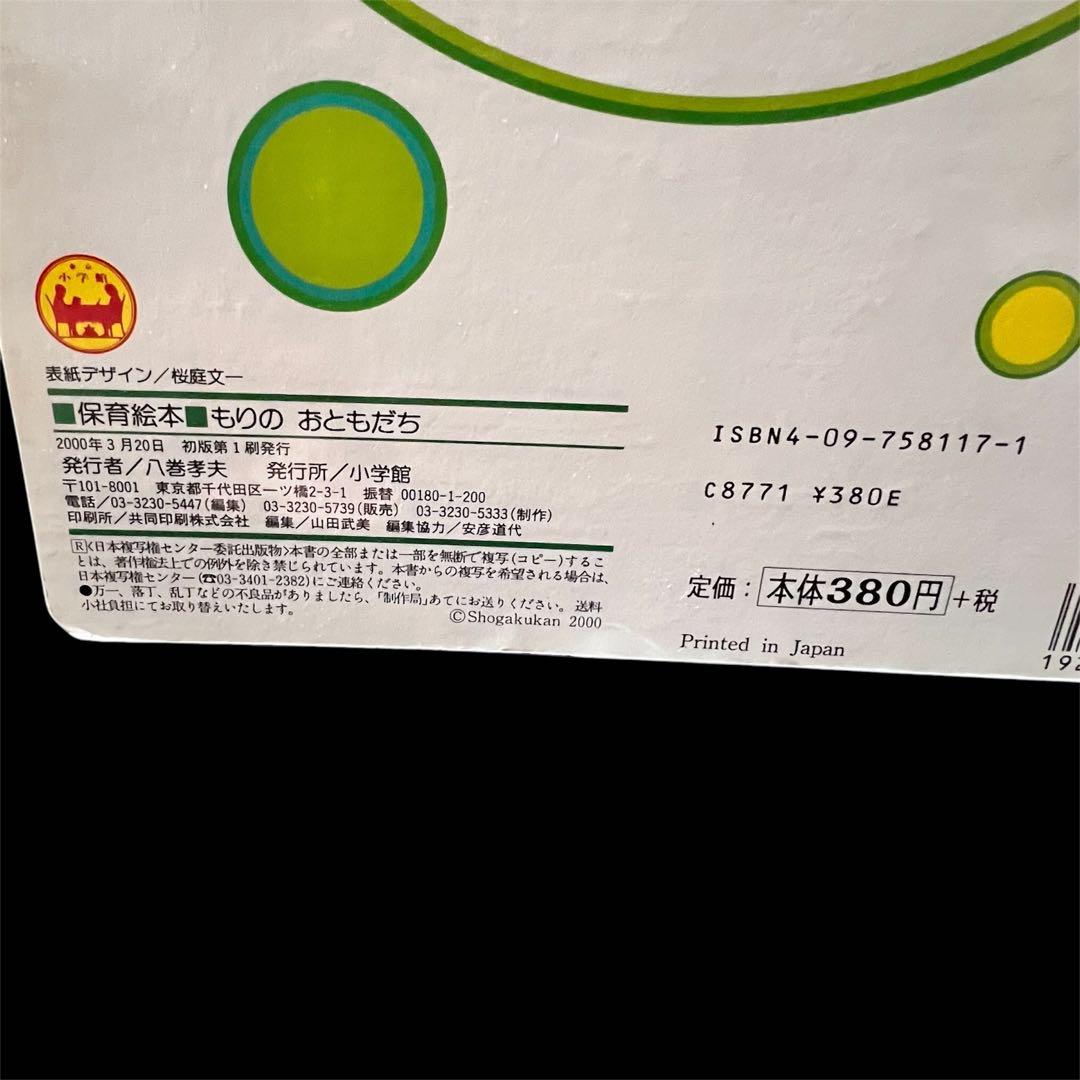 小学館
表紙デザイン／桜庭文一
■保育絵本■もりの おともだち
2000年3月20日 初版第1刷発行
発行者／八巻孝夫 発行所／小学館
〒101-8001 東京都千代田区一ツ橋2-3-1 振替 00180-1-200
電話／03-3230-5447(編集) 03-3230-5739(販売) 03-3230-5333(制作)
印刷所／共同印刷株式会社 編集／山田武美 編集協力／安彦道代
Ⓡ〈日本複写権センター委託出版物〉本書の全部または一部を無断で複写(コピー)するこ
とは、著作権法上での例外を除き禁じられています。本書からの複写を希望される場合は、
日本複写権センター(☎03-3401-2382)にご連絡ください。
●万一、落丁、乱丁などの不良品がありましたら、「制作局」あてにお送りください。送料
小社負担にてお取り替えいたします。
©Shogakukan 2000
ISBN4-09-758117-1
C8771 ¥380E
定価：本体380円+税
Printed in Japan